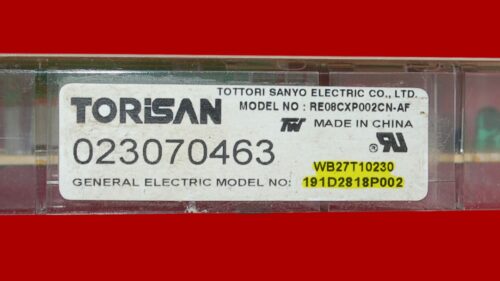 TOTTORI SANYO ELECTRIC CO., LTD.
TORiSAN MODEL NO : RE08CXP002CN-AF
MADE IN CHINA
023070463
WB27T10230
GENERAL ELECTRIC MODEL NO: 191D2818P002